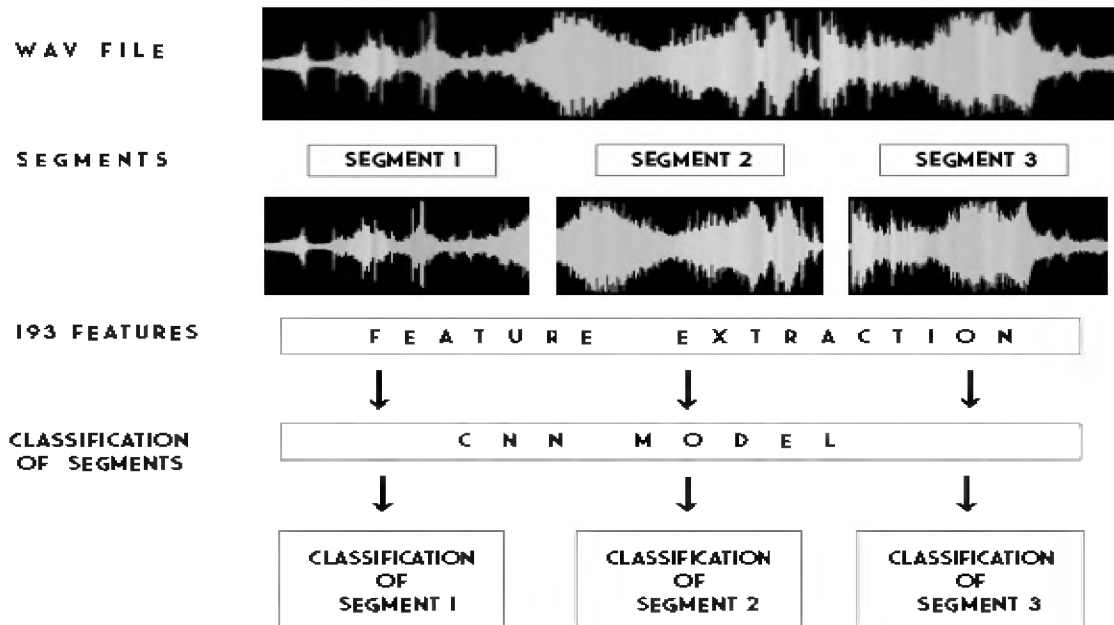 WAV FILE
SEGMENTS
SEGMENT 1
SEGMENT 2
SEGMENT 3
193 FEATURES
FEATURE EXTRACTION
CLASSIFICATION
OF SEGMENTS
CNN MODEL
CLASSIFICATION
OF
SEGMENT 1
CLASSIFICATION
OF
SEGMENT 2
CLASSIFICATION
OF
SEGMENT 3